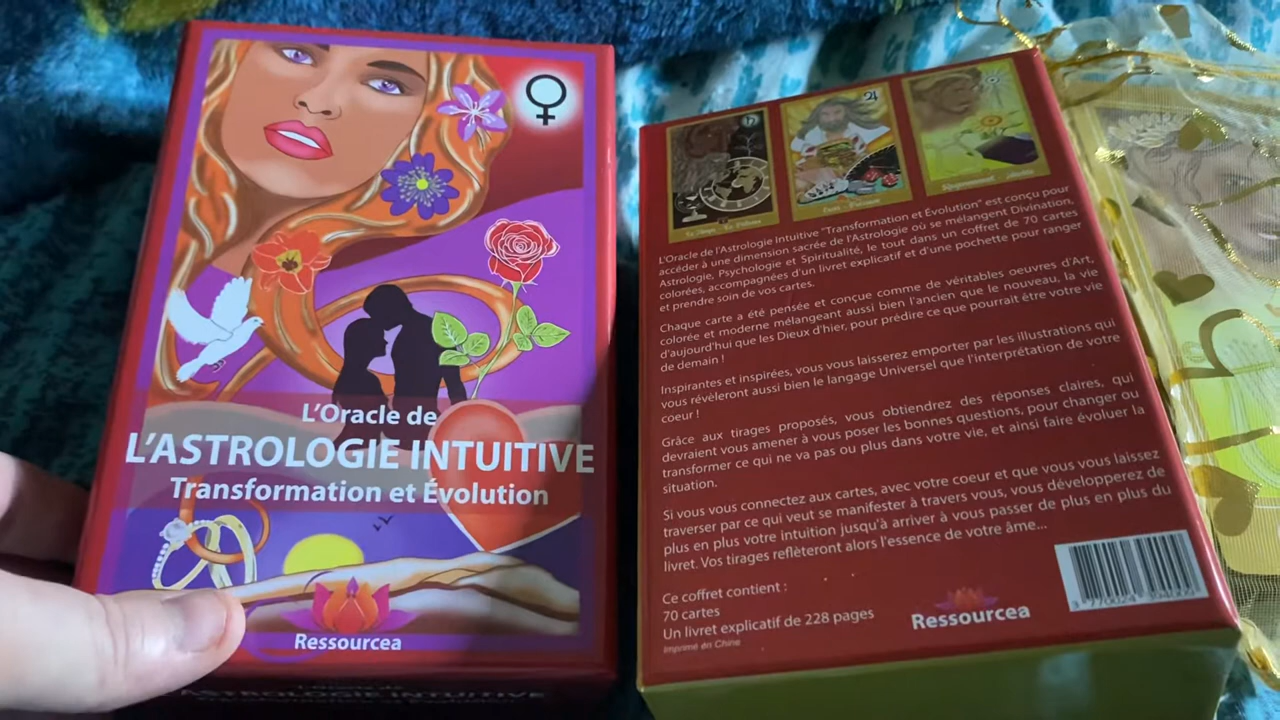 L'Oracle de
L'ASTROLOGIE INTUITIVE
Transformation et Évolution
Ressourcea
L'Oracle de
L'ASTROLOGIE INTUITIVE
Transformation et Évolution
L'Oracle de l'Astrologie Intuitive "Transformation et Évolution" est conçu pour
accéder à une dimension sacrée de l'Astrologie où se mélangent Divination,
Astrologie, Psychologie et Spiritualité, le tout dans un coffret de 70 cartes
colorées, accompagnées d'un livret explicatif et d'une pochette pour ranger
et prendre soin de vos cartes.
Chaque carte a été pensée et conçue comme de véritables oeuvres d'Art,
colorée et moderne mélangeant aussi bien l'ancien que le nouveau, la vie
d'aujourd'hui que les Dieux d'hier, pour prédire ce que pourrait être votre vie
de demain !
Inspirantes et inspirées, vous vous laisserez emporter par les illustrations qui
vous révèleront aussi bien le langage Universel que l'interprétation de votre
coeur !
Grâce aux tirages proposés, vous obtiendrez des réponses claires, qui
devraient vous amener à vous poser les bonnes questions, pour changer ou
transformer ce qui ne va pas ou plus dans votre vie, et ainsi faire évoluer la
situation.
Si vous vous connectez aux cartes, avec votre coeur et que vous vous laissez
traverser par ce qui veut se manifester à travers vous, vous développerez de
plus en plus votre intuition jusqu'à arriver à vous passer de plus en plus du
livret. Vos tirages reflèteront alors l'essence de votre âme...
Ce coffret contient :
70 cartes
Un livret explicatif de 228 pages
Imprimé en Chine
Ressourcea